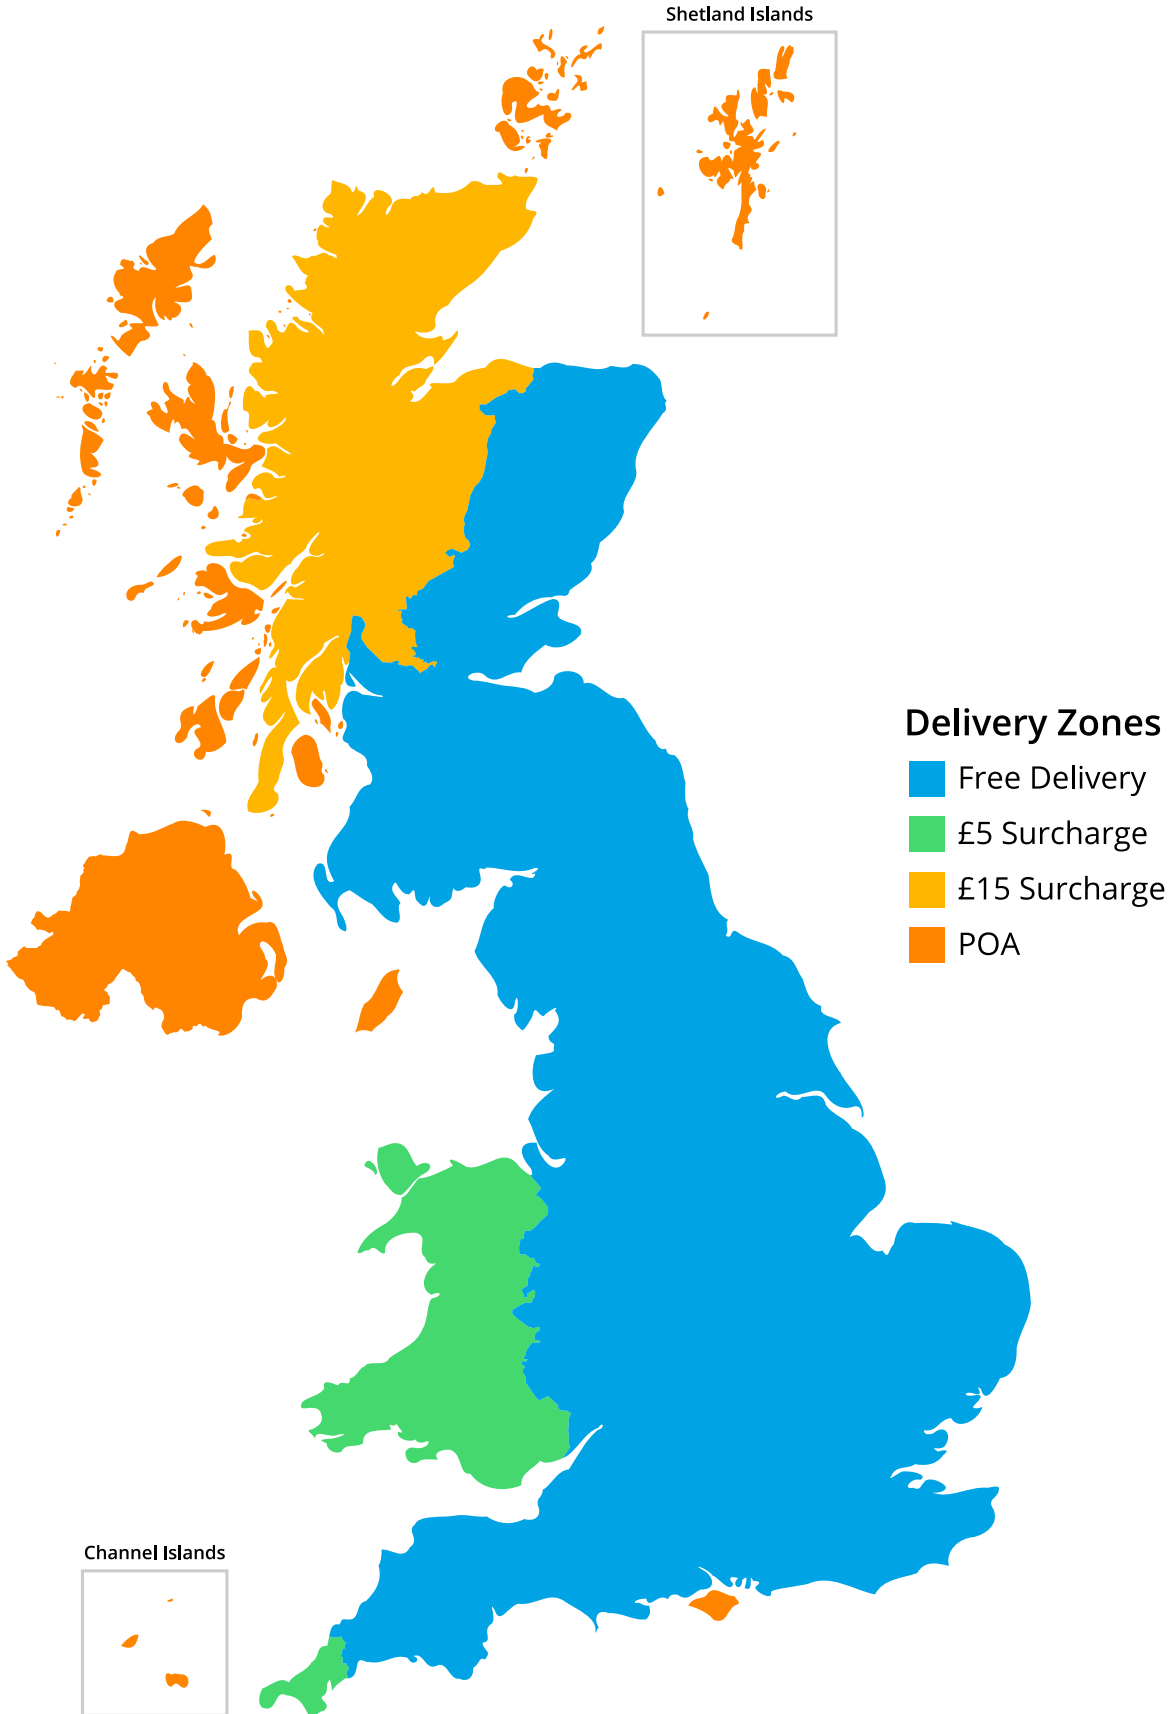 Shetland Islands
Delivery Zones
Free Delivery
£5 Surcharge
£15 Surcharge
POA
Channel Islands